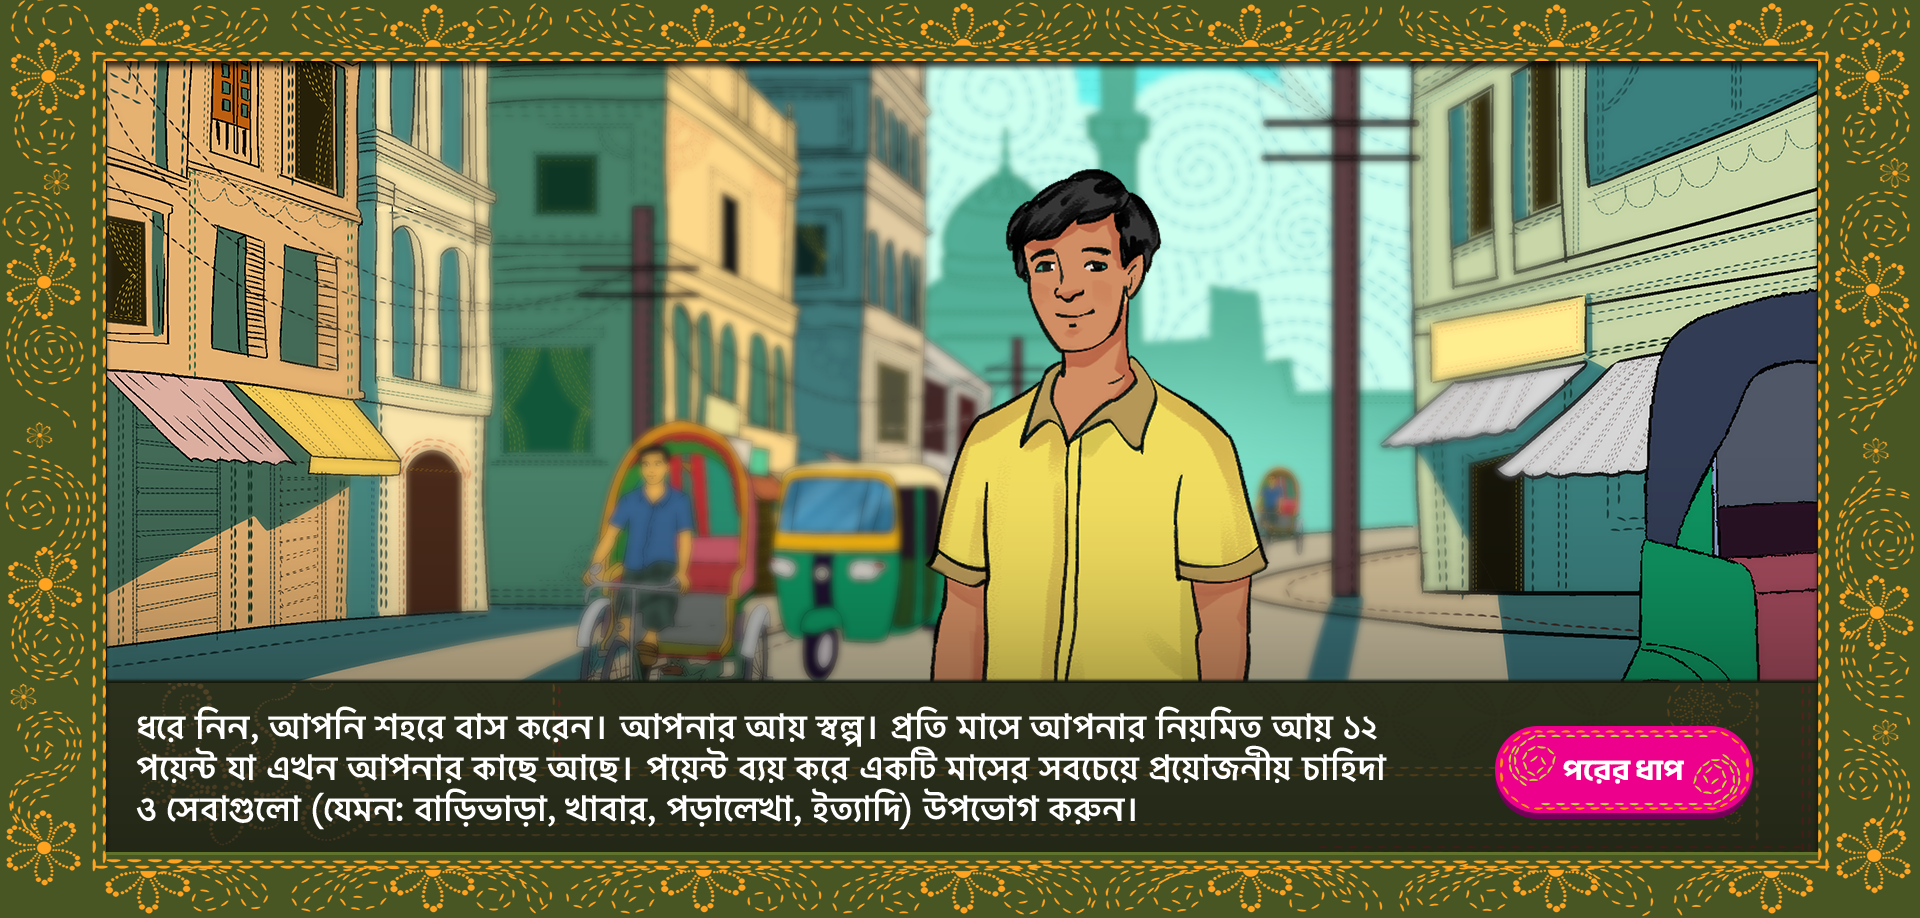 ধরে নিন, আপনি শহরে বাস করেন। আপনার আয় স্বল্প। প্রতি মাসে আপনার নিয়মিত আয় ১২
পয়েন্ট যা এখন আপনার কাছে আছে। পয়েন্ট ব্যয় করে একটি মাসের সবচেয়ে প্রয়োজনীয় চাহিদা
ও সেবাগুলো (যেমন: বাড়িভাড়া, খাবার, পড়ালেখা, ইত্যাদি) উপভোগ করুন।
পরের ধাপ